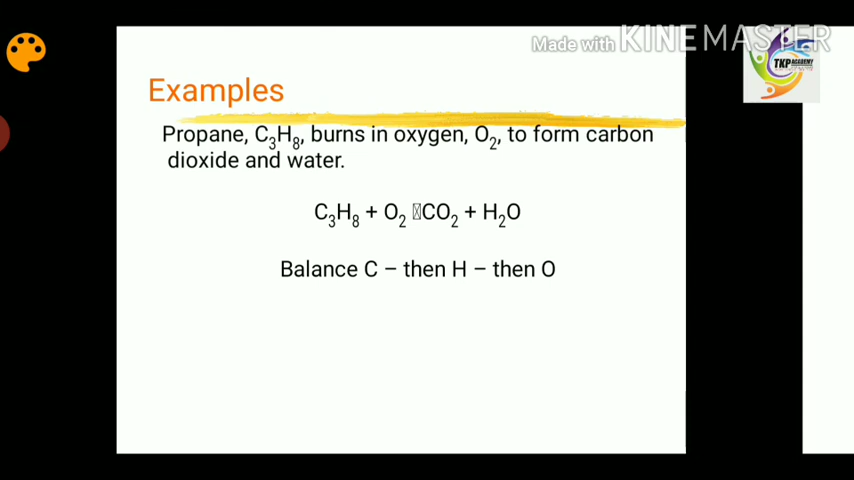 Made with KINEMASTER
TKP ACADEMY
Examples
Propane, C₃H₈, burns in oxygen, O₂, to form carbon
dioxide and water.
C₃H₈ + O₂ CO₂ + H₂O
Balance C – then H – then O